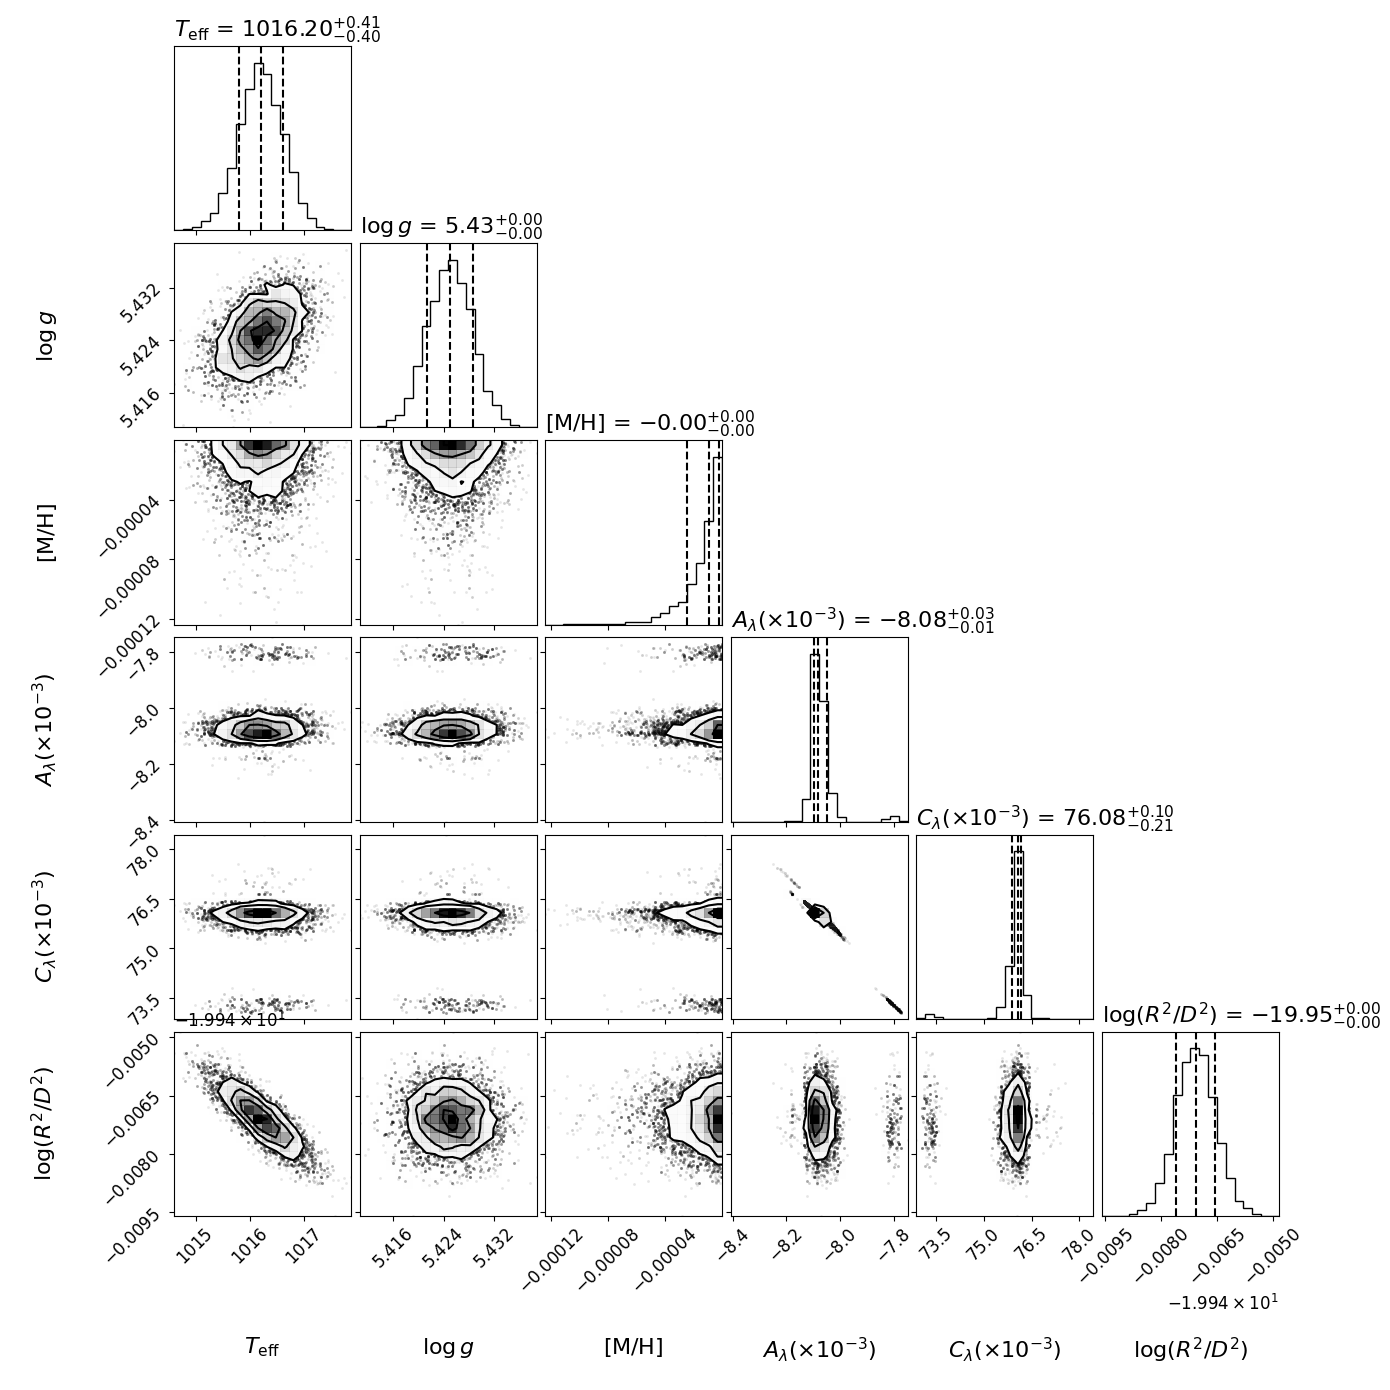 T_eff = 1016.20^{+0.41}_{−0.40}
log g = 5.43^{+0.00}_{−0.00}
log g
5.432
5.424
5.416
[M/H] = −0.00^{+0.00}_{−0.00}
[M/H]
−0.00004
−0.00008
−0.00012
A_λ(×10^{−3}) = −8.08^{+0.03}_{−0.01}
A_λ(×10^{−3})
−7.8
−8.0
−8.2
−8.4
C_λ(×10^{−3}) = 76.08^{+0.10}_{−0.21}
C_λ(×10^{−3})
78.0
76.5
75.0
73.5
−1.994 × 10^1
log(R^2/D^2) = −19.95^{+0.00}_{−0.00}
log(R^2/D^2)
−0.0050
−0.0065
−0.0080
−0.0095
1015 1016 1017
5.416 5.424 5.432
−0.00012 −0.00008 −0.00004
−8.4 −8.2 −8.0 −7.8
73.5 75.0 76.5 78.0
−0.0095 −0.0080 −0.0065 −0.0050
−1.994 × 10^1
T_eff log g [M/H] A_λ(×10^{−3}) C_λ(×10^{−3}) log(R^2/D^2)